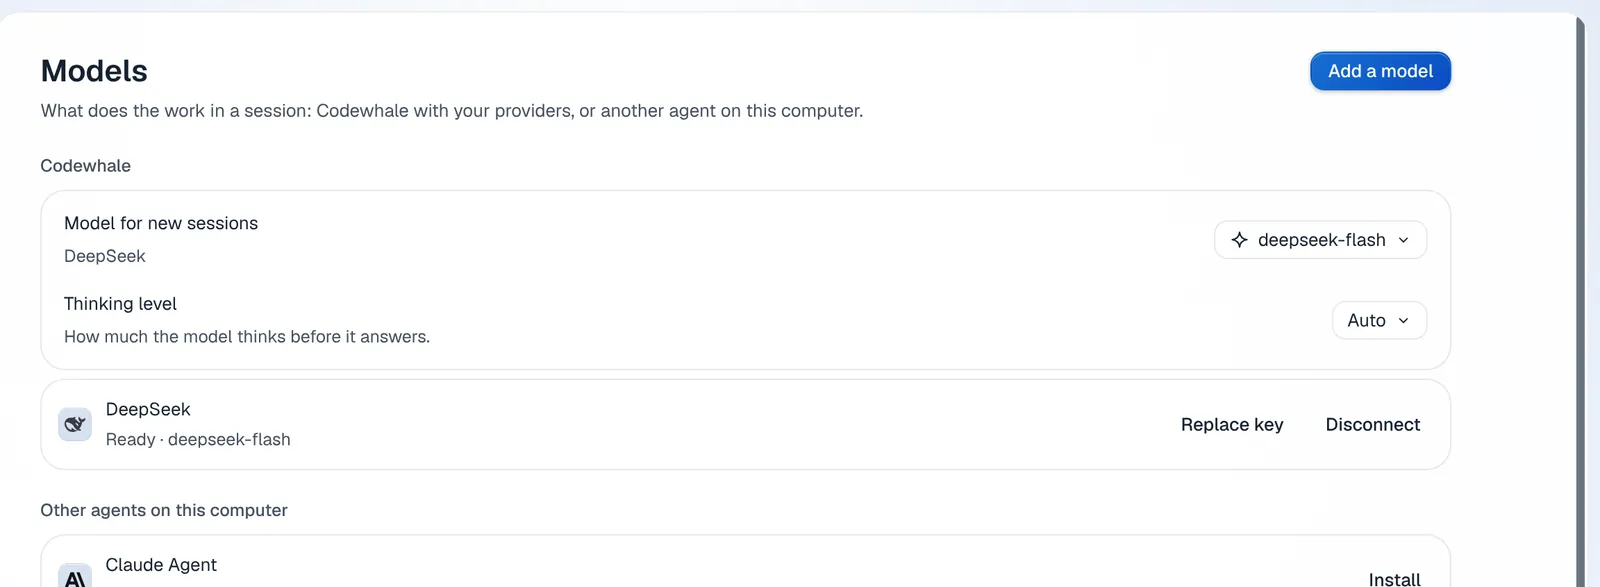 Models
Add a model
What does the work in a session: Codewhale with your providers, or another agent on this computer.
Codewhale
Model for new sessions
DeepSeek
deepseek-flash
Thinking level
How much the model thinks before it answers.
Auto
DeepSeek
Ready · deepseek-flash
Replace key
Disconnect
Other agents on this computer
Claude Agent
A\
Install